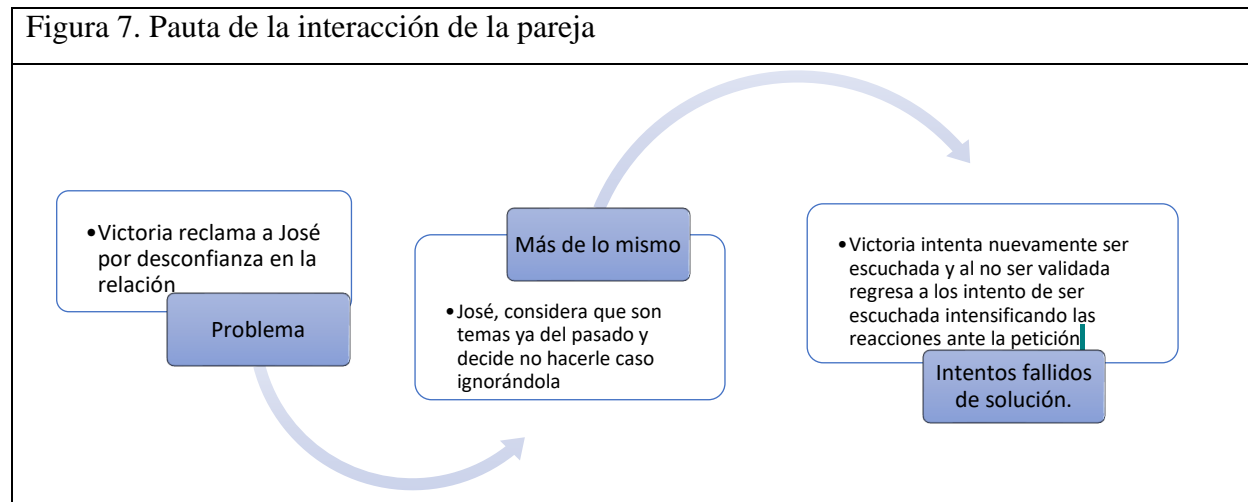 Figura 7. Pauta de la interacción de la pareja
•Victoria reclama a José
por desconfianza en la
relación
Problema
Más de lo mismo
•José, considera que son
temas ya del pasado y
decide no hacerle caso
ignorándola
•Victoria intenta nuevamente ser
escuchada y al no ser validada
regresa a los intento de ser
escuchada intensificando las
reacciones ante la petición
Intentos fallidos
de solución.